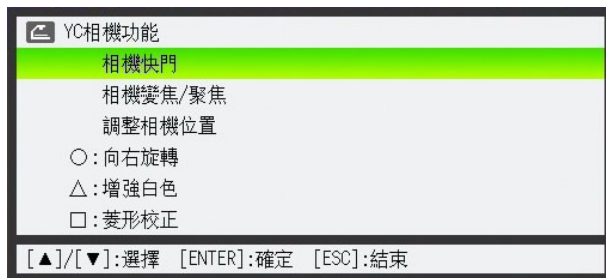 YC相機功能
相機快門
相機變焦/聚焦
調整相機位置
○:向右旋轉
△:增強白色
□:菱形校正
[▲]/[▼]:選擇 [ENTER]:確定 [ESC]:結束